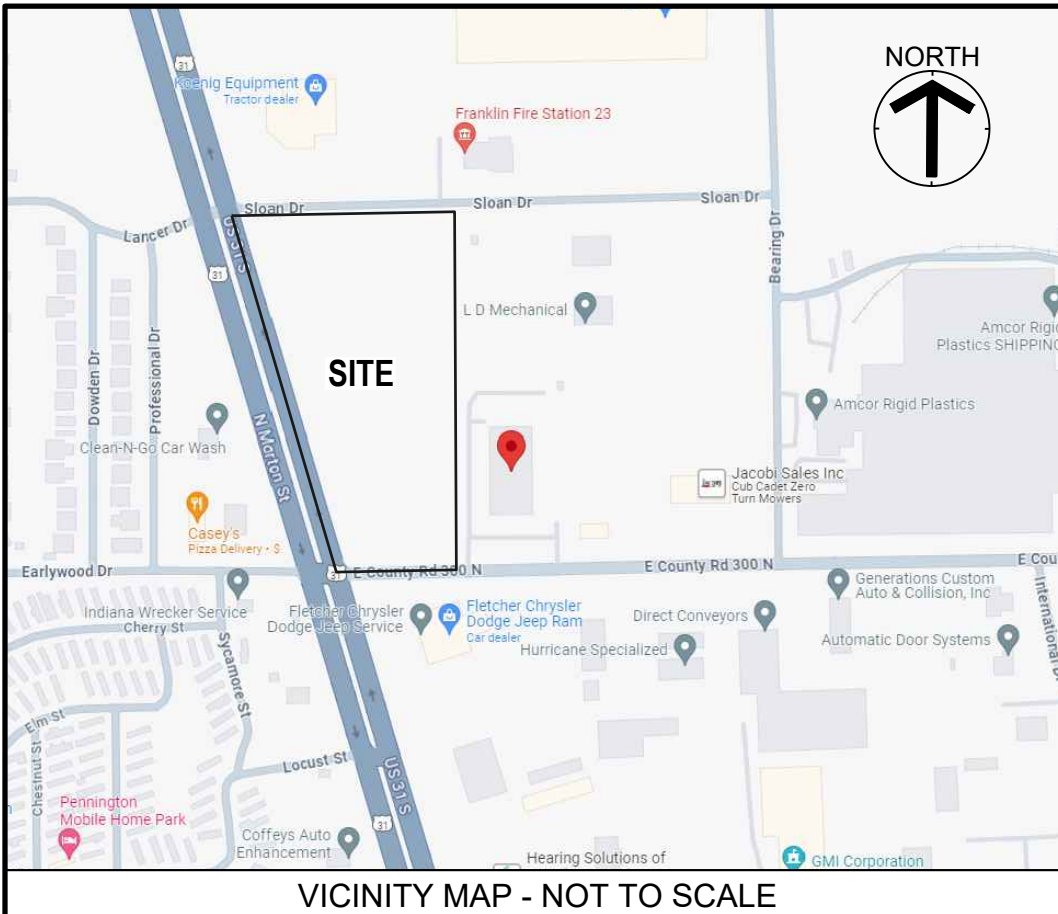 NORTH
31
Koenig Equipment
Tractor dealer
Franklin Fire Station 23
Sloan Dr
Sloan Dr
Sloan Dr
Lancer Dr
US 31 S
31
Bearing Dr
L D Mechanical
Amcor Rigid
Plastics SHIPPING
SITE
Dowden Dr
Professional Dr
Amcor Rigid Plastics
Clean-N-Go Car Wash
N Morton St
Jacobi Sales Inc
Cub Cadet Zero
Turn Mowers
Casey's
Pizza Delivery • $
Earlywood Dr
31
E County Rd 300 N
E County Rd 300 N
E Cou
Indiana Wrecker Service
Cherry St
Fletcher Chrysler
Dodge Jeep Service
Fletcher Chrysler
Dodge Jeep Ram
Car dealer
Direct Conveyors
Hurricane Specialized
Generations Custom
Auto & Collision, Inc
Automatic Door Systems
International D
Sycamore St
Elm St
Chestnut St
Locust St
US 31 S
Pennington
Mobile Home Park
31
Coffeys Auto
Enhancement
Hearing Solutions of
GMI Corporation
VICINITY MAP - NOT TO SCALE